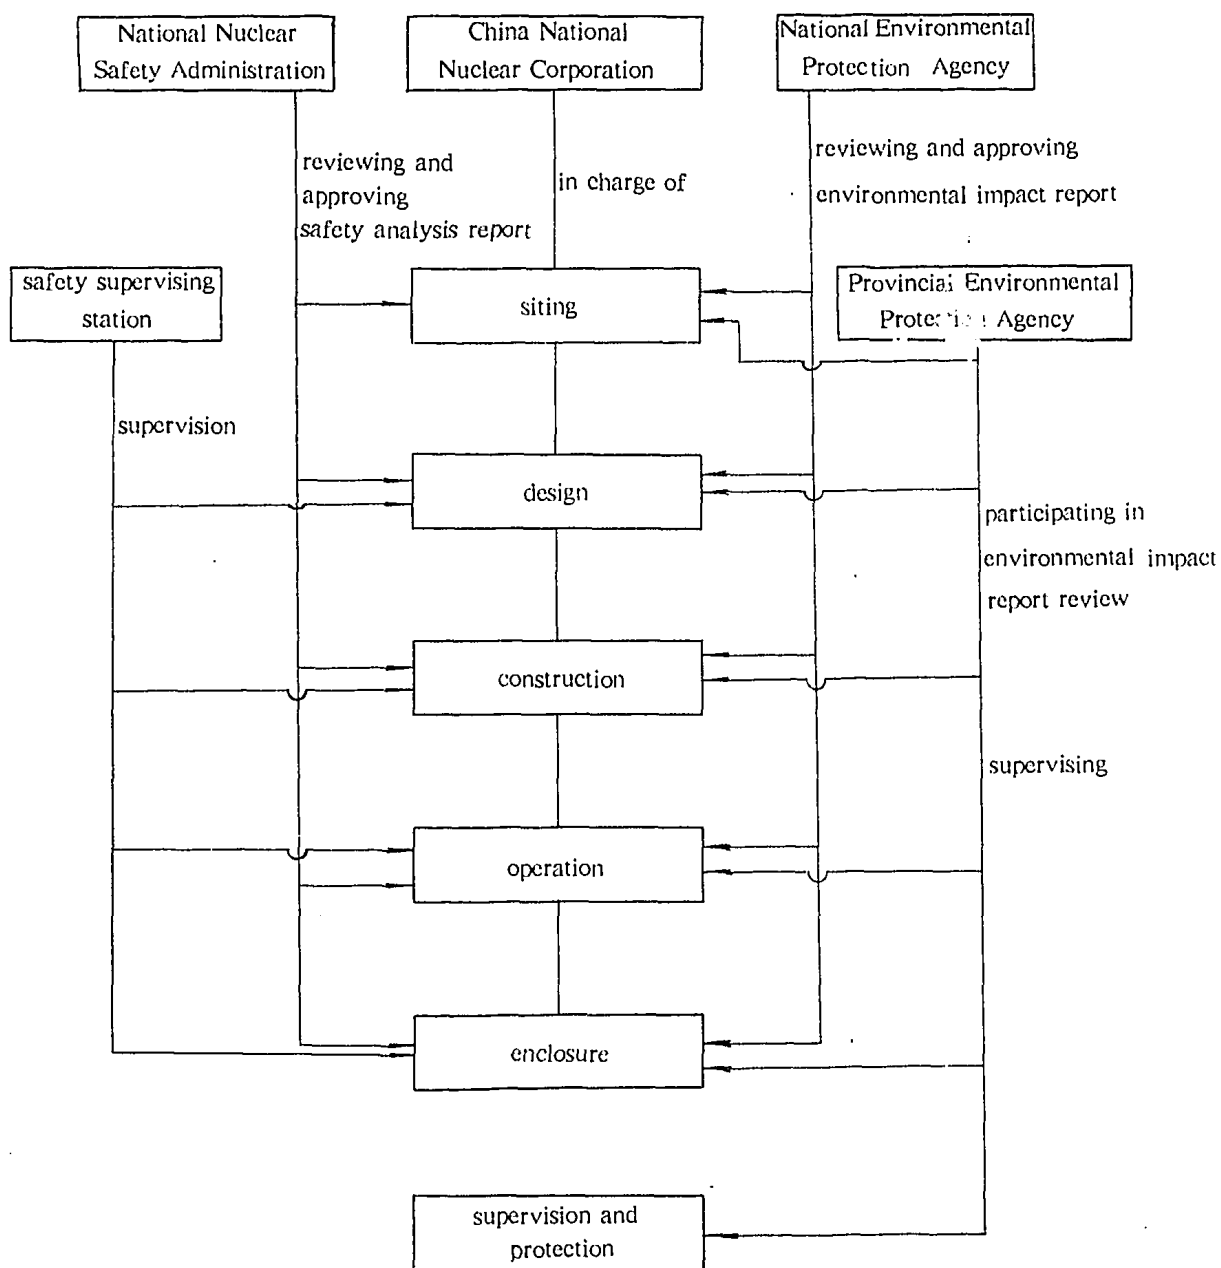 National Nuclear
Safety Administration
China National
Nuclear Corporation
National Environmental
Protection Agency
reviewing and
approving
safety analysis report
in charge of
reviewing and approving
environmental impact report
safety supervising
station
siting
Provincial Environmental
Protection Agency
supervision
design
participating in
environmental impact
report review
construction
supervising
operation
enclosure
supervision and
protection